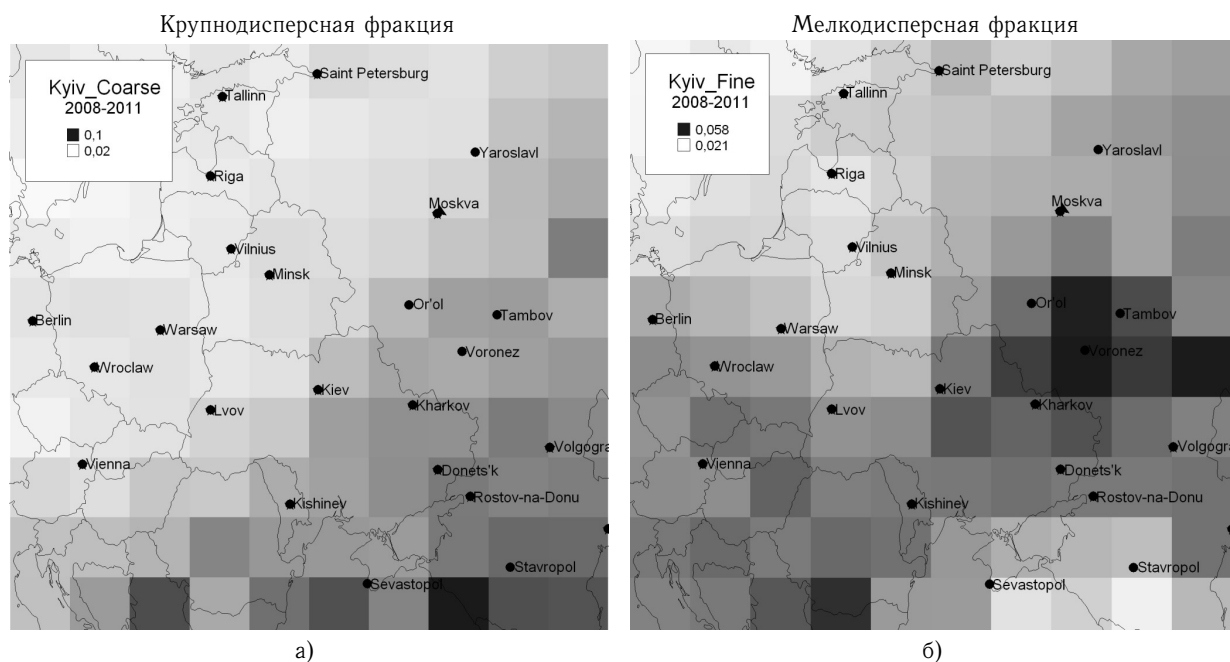 Крупнодисперсная фракция
Kyiv_Coarse
2008-2011
0,1
0,02
Saint Petersburg
Tallinn
Yaroslavl
Riga
Moskva
Vilnius
Minsk
Or'ol
Tambov
Berlin
Warsaw
Voronez
Wroclaw
Kiev
Lvov
Kharkov
Volgogra
Vienna
Donets'k
Rostov-na-Donu
Kishinev
Stavropol
Sevastopol
а)
Мелкодисперсная фракция
Kyiv_Fine
2008-2011
0,058
0,021
Saint Petersburg
Tallinn
Yaroslavl
Riga
Moskva
Vilnius
Minsk
Or'ol
Tambov
Berlin
Warsaw
Voronez
Wroclaw
Kiev
Lvov
Kharkov
Volgogra
Vienna
Donets'k
Rostov-na-Donu
Kishinev
Stavropol
Sevastopol
б)